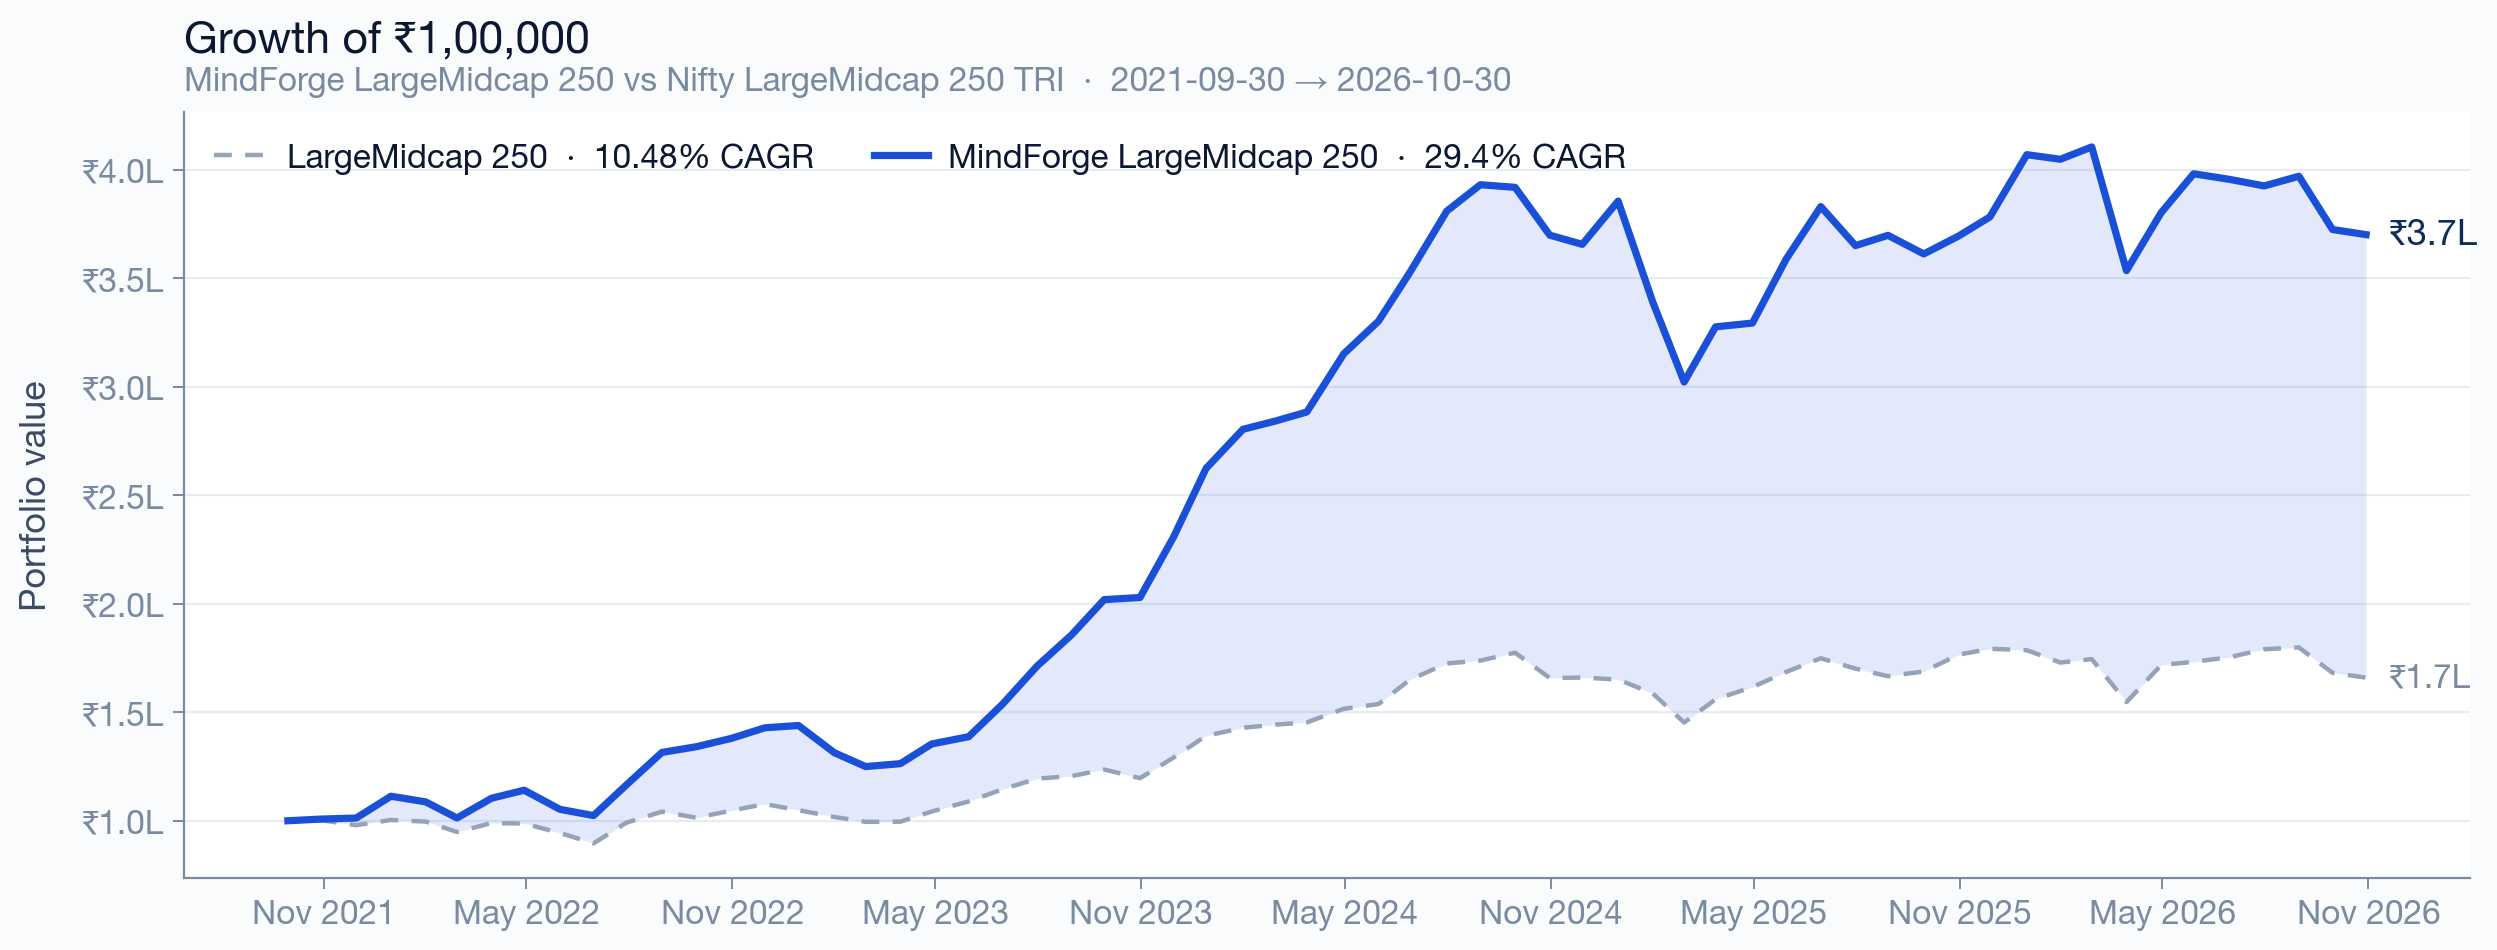 Growth of ₹1,00,000
MindForge LargeMidcap 250 vs Nifty LargeMidcap 250 TRI · 2021-09-30 → 2026-10-30
LargeMidcap 250 · 10.48% CAGR
MindForge LargeMidcap 250 · 29.4% CAGR
Portfolio value
₹4.0L
₹3.5L
₹3.0L
₹2.5L
₹2.0L
₹1.5L
₹1.0L
₹3.7L
₹1.7L
Nov 2021
May 2022
Nov 2022
May 2023
Nov 2023
May 2024
Nov 2024
May 2025
Nov 2025
May 2026
Nov 2026